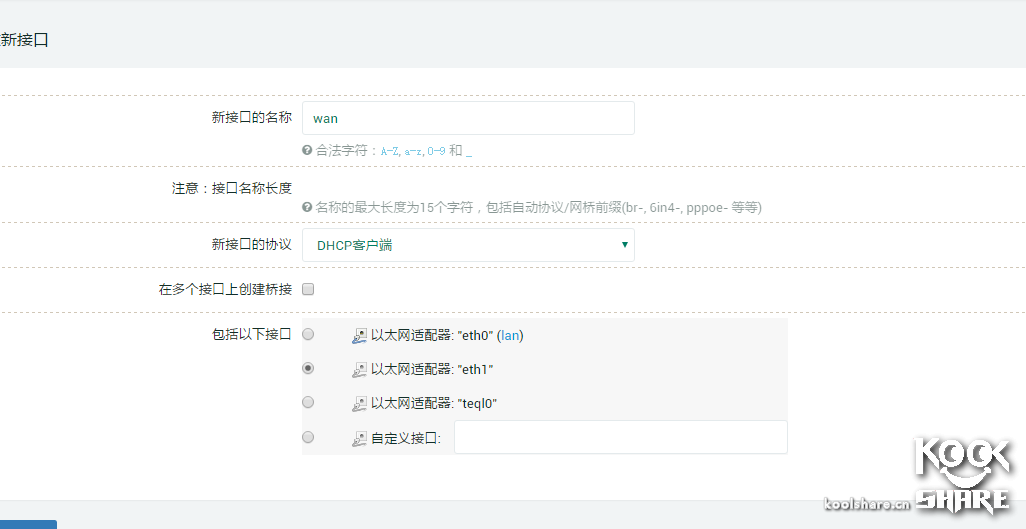 新接口
新接口的名称 wan
合法字符：A-Z, a-z, 0-9 和 _
注意：接口名称长度
名称的最大长度为15个字符，包括自动协议/网桥前缀(br-, 6in4-, pppoe- 等等)
新接口的协议 DHCP客户端
在多个接口上创建桥接
包括以下接口 以太网适配器: "eth0" (lan)
以太网适配器: "eth1"
以太网适配器: "teql0"
自定义接口:
KOOL
SHARE
koolshare.cn